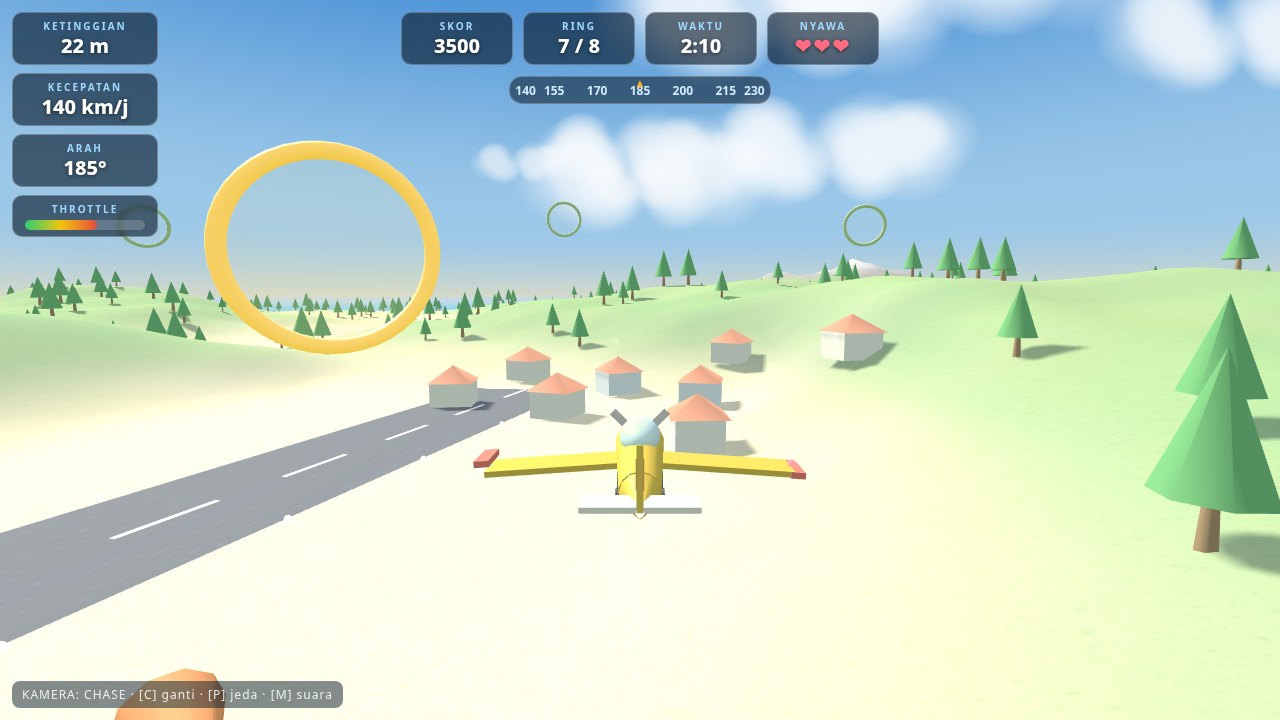 KETINGGIAN
22 m
KECEPATAN
140 km/j
ARAH
185°
THROTTLE
SKOR
3500
RING
7 / 8
WAKTU
2:10
NYAWA
140 155 170 185 200 215 230
KAMERA: CHASE · [C] ganti · [P] jeda · [M] suara